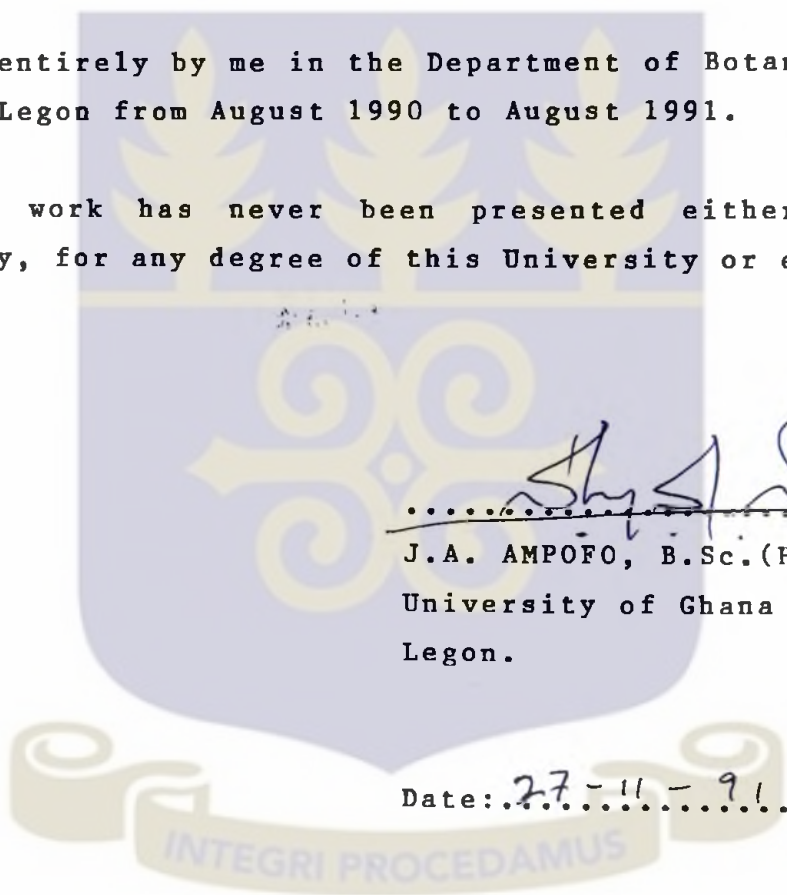 entirely by me in the Department of Botan
Legon from August 1990 to August 1991.
work has never been presented either
y, for any degree of this University or e
J.A. AMPOFO, B.Sc.(H
University of Ghana
Legon.
Date: 27-11-91
INTEGRI PROCEDAMUS